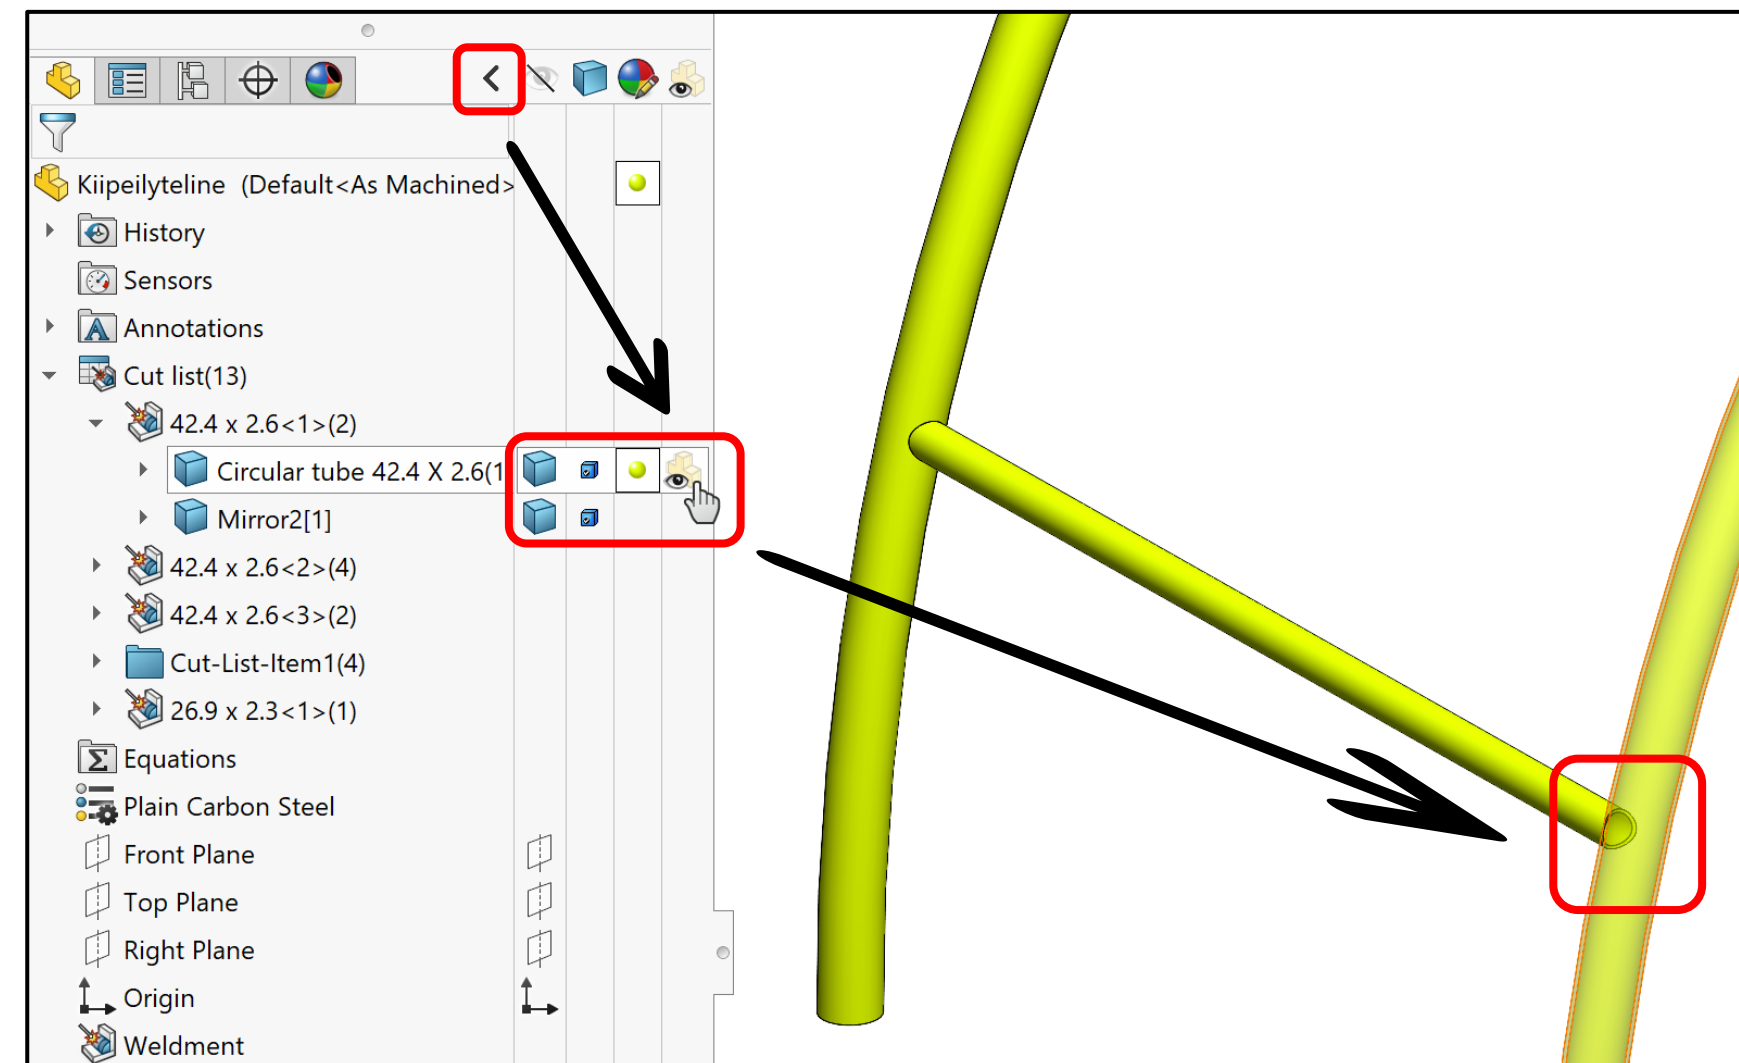 Kiipeilyteline (Default<As Machined>
History
Sensors
Annotations
Cut list(13)
42.4 x 2.6<1>(2)
Circular tube 42.4 X 2.6(1
Mirror2[1]
42.4 x 2.6<2>(4)
42.4 x 2.6<3>(2)
Cut-List-Item1(4)
26.9 x 2.3<1>(1)
Equations
Plain Carbon Steel
Front Plane
Top Plane
Right Plane
Origin
Weldment